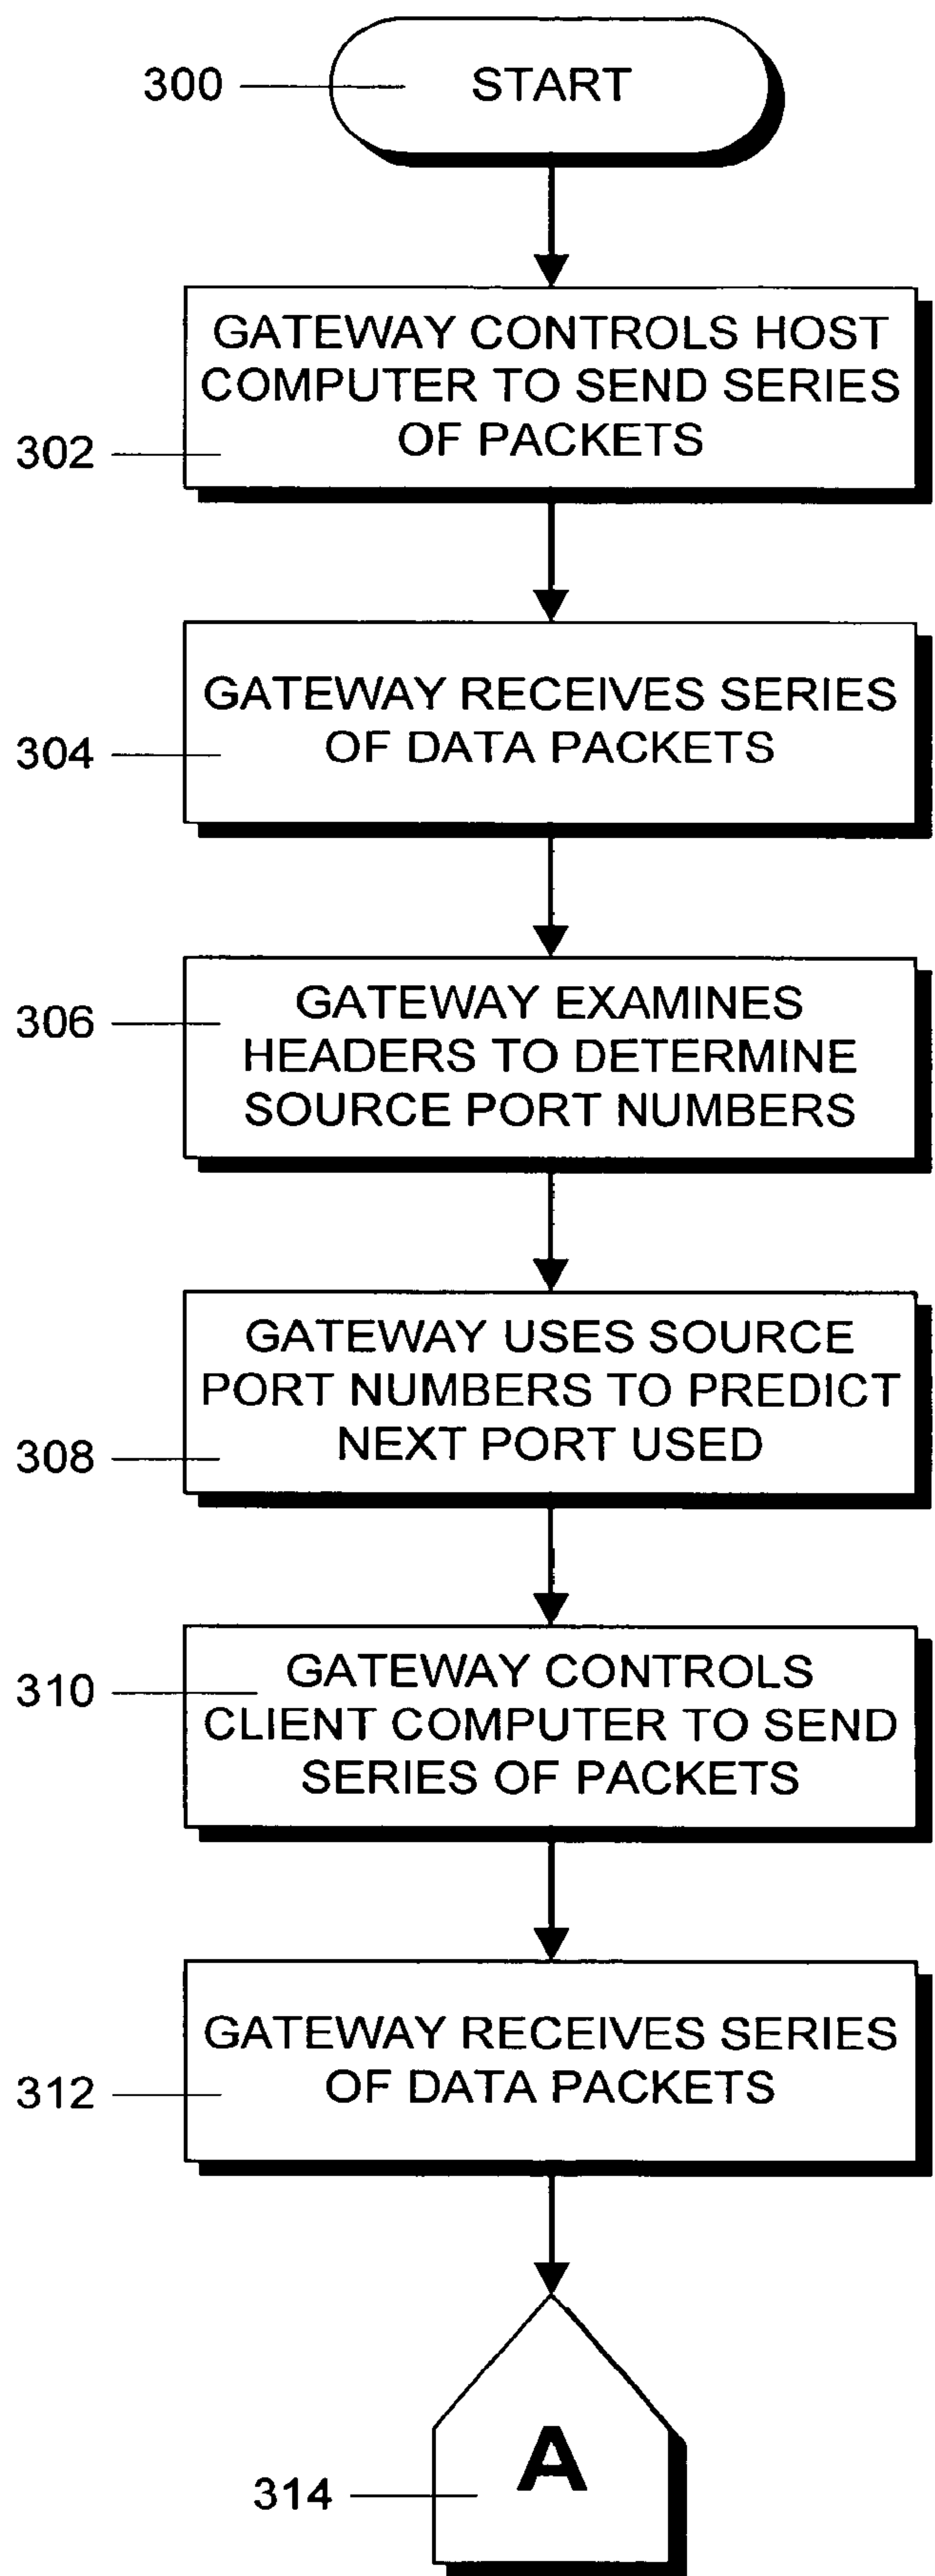 300
START
GATEWAY CONTROLS HOST
COMPUTER TO SEND SERIES
OF PACKETS
302
GATEWAY RECEIVES SERIES
OF DATA PACKETS
304
GATEWAY EXAMINES
HEADERS TO DETERMINE
SOURCE PORT NUMBERS
306
GATEWAY USES SOURCE
PORT NUMBERS TO PREDICT
NEXT PORT USED
308
GATEWAY CONTROLS
CLIENT COMPUTER TO SEND
SERIES OF PACKETS
310
GATEWAY RECEIVES SERIES
OF DATA PACKETS
312
A
314